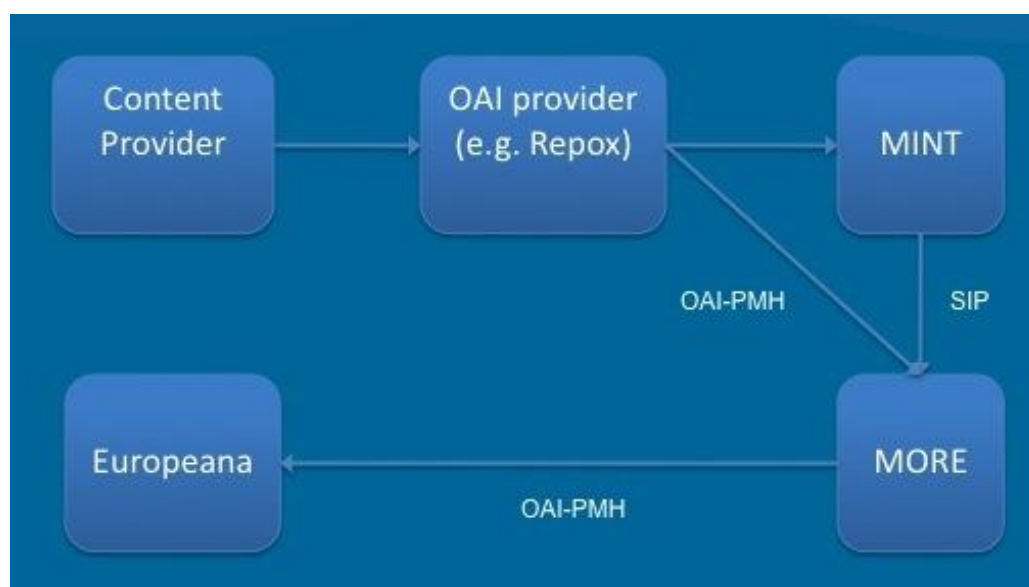 Content
Provider
OAI provider
(e.g. Repox)
MINT
OAI-PMH
SIP
Europeana
MORE
OAI-PMH